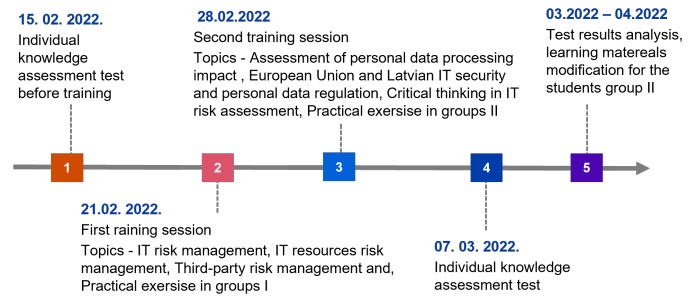 15. 02. 2022.
Individual
knowledge
assessment test
before training
28.02.2022
Second training session
Topics - Assessment of personal data processing
impact , European Union and Latvian IT security
and personal data regulation, Critical thinking in IT
risk assessment, Practical exersise in groups II
03.2022 – 04.2022
Test results analysis,
learning matereals
modification for the
students group II
1
2
3
4
5
21.02. 2022.
First raining session
Topics - IT risk management, IT resources risk
management, Third-party risk management and,
Practical exersise in groups I
07. 03. 2022.
Individual knowledge
assessment test